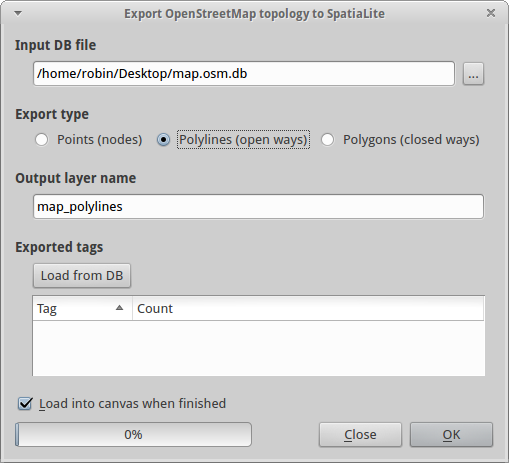 Export OpenStreetMap topology to SpatiaLite
Input DB file
/home/robin/Desktop/map.osm.db
...
Export type
Points (nodes) Polylines (open ways) Polygons (closed ways)
Output layer name
map_polylines
Exported tags
Load from DB
Tag Count
Load into canvas when finished
0% Close OK